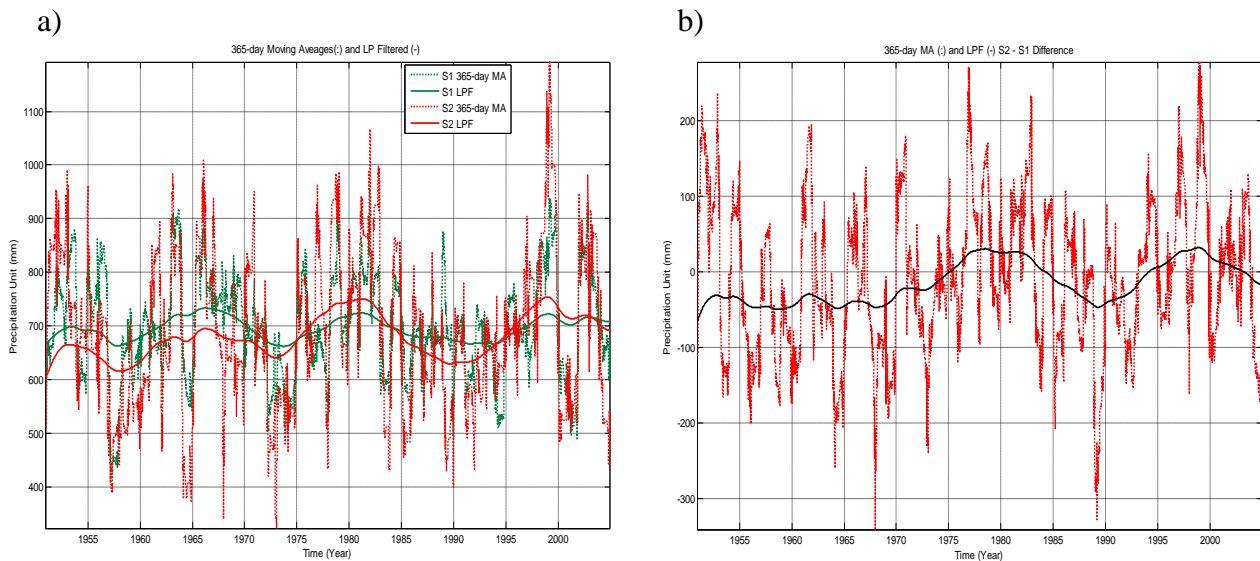 a)
365-day Moving Aveages(:) and LP Filtered (-)
S1 365-day MA
S1 LPF
S2 365-day MA
S2 LPF
Precipitation Unit (mm)
1100
1000
900
800
700
600
500
400
1955 1960 1965 1970 1975 1980 1985 1990 1995 2000
Time (Year)
b)
365-day MA (:) and LPF (-) S2 - S1 Difference
Precipitation Unit (mm)
200
100
0
-100
-200
-300
1955 1960 1965 1970 1975 1980 1985 1990 1995 2000
Time (Year)